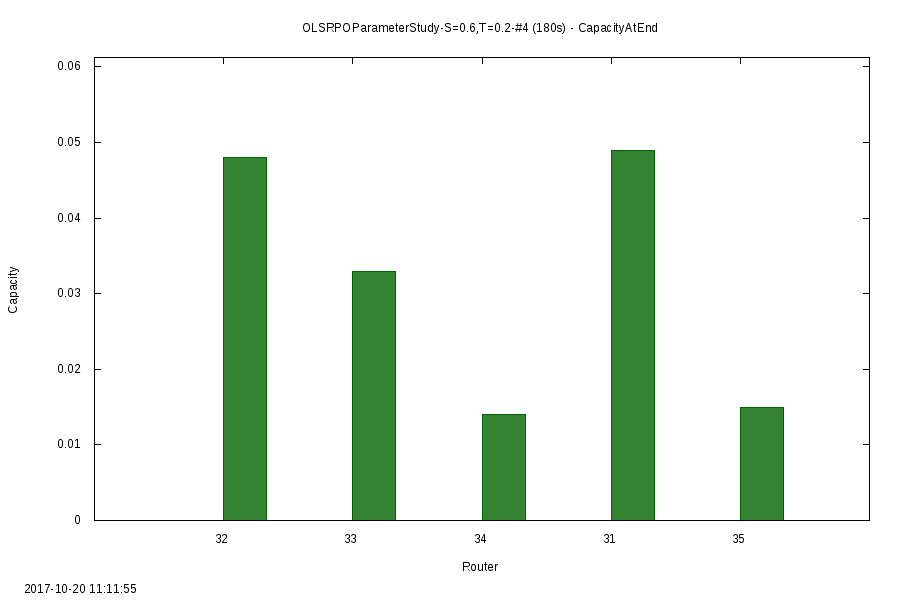 OLSRPOParameterStudy-S=0.6,T=0.2-#4 (180s) - CapacityAtEnd
0.06
0.05
0.04
0.03
0.02
0.01
0
Capacity
32 33 34 31 35
Router
2017-10-20 11:11:55